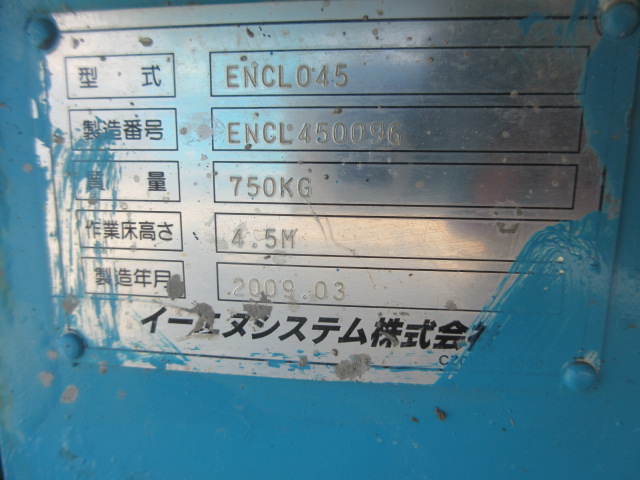 型式 ENCL045
製造番号 ENCL450096
質量 750KG
作業床高さ 4.5M
製造年月 2009.03
イーエヌシステム株式会